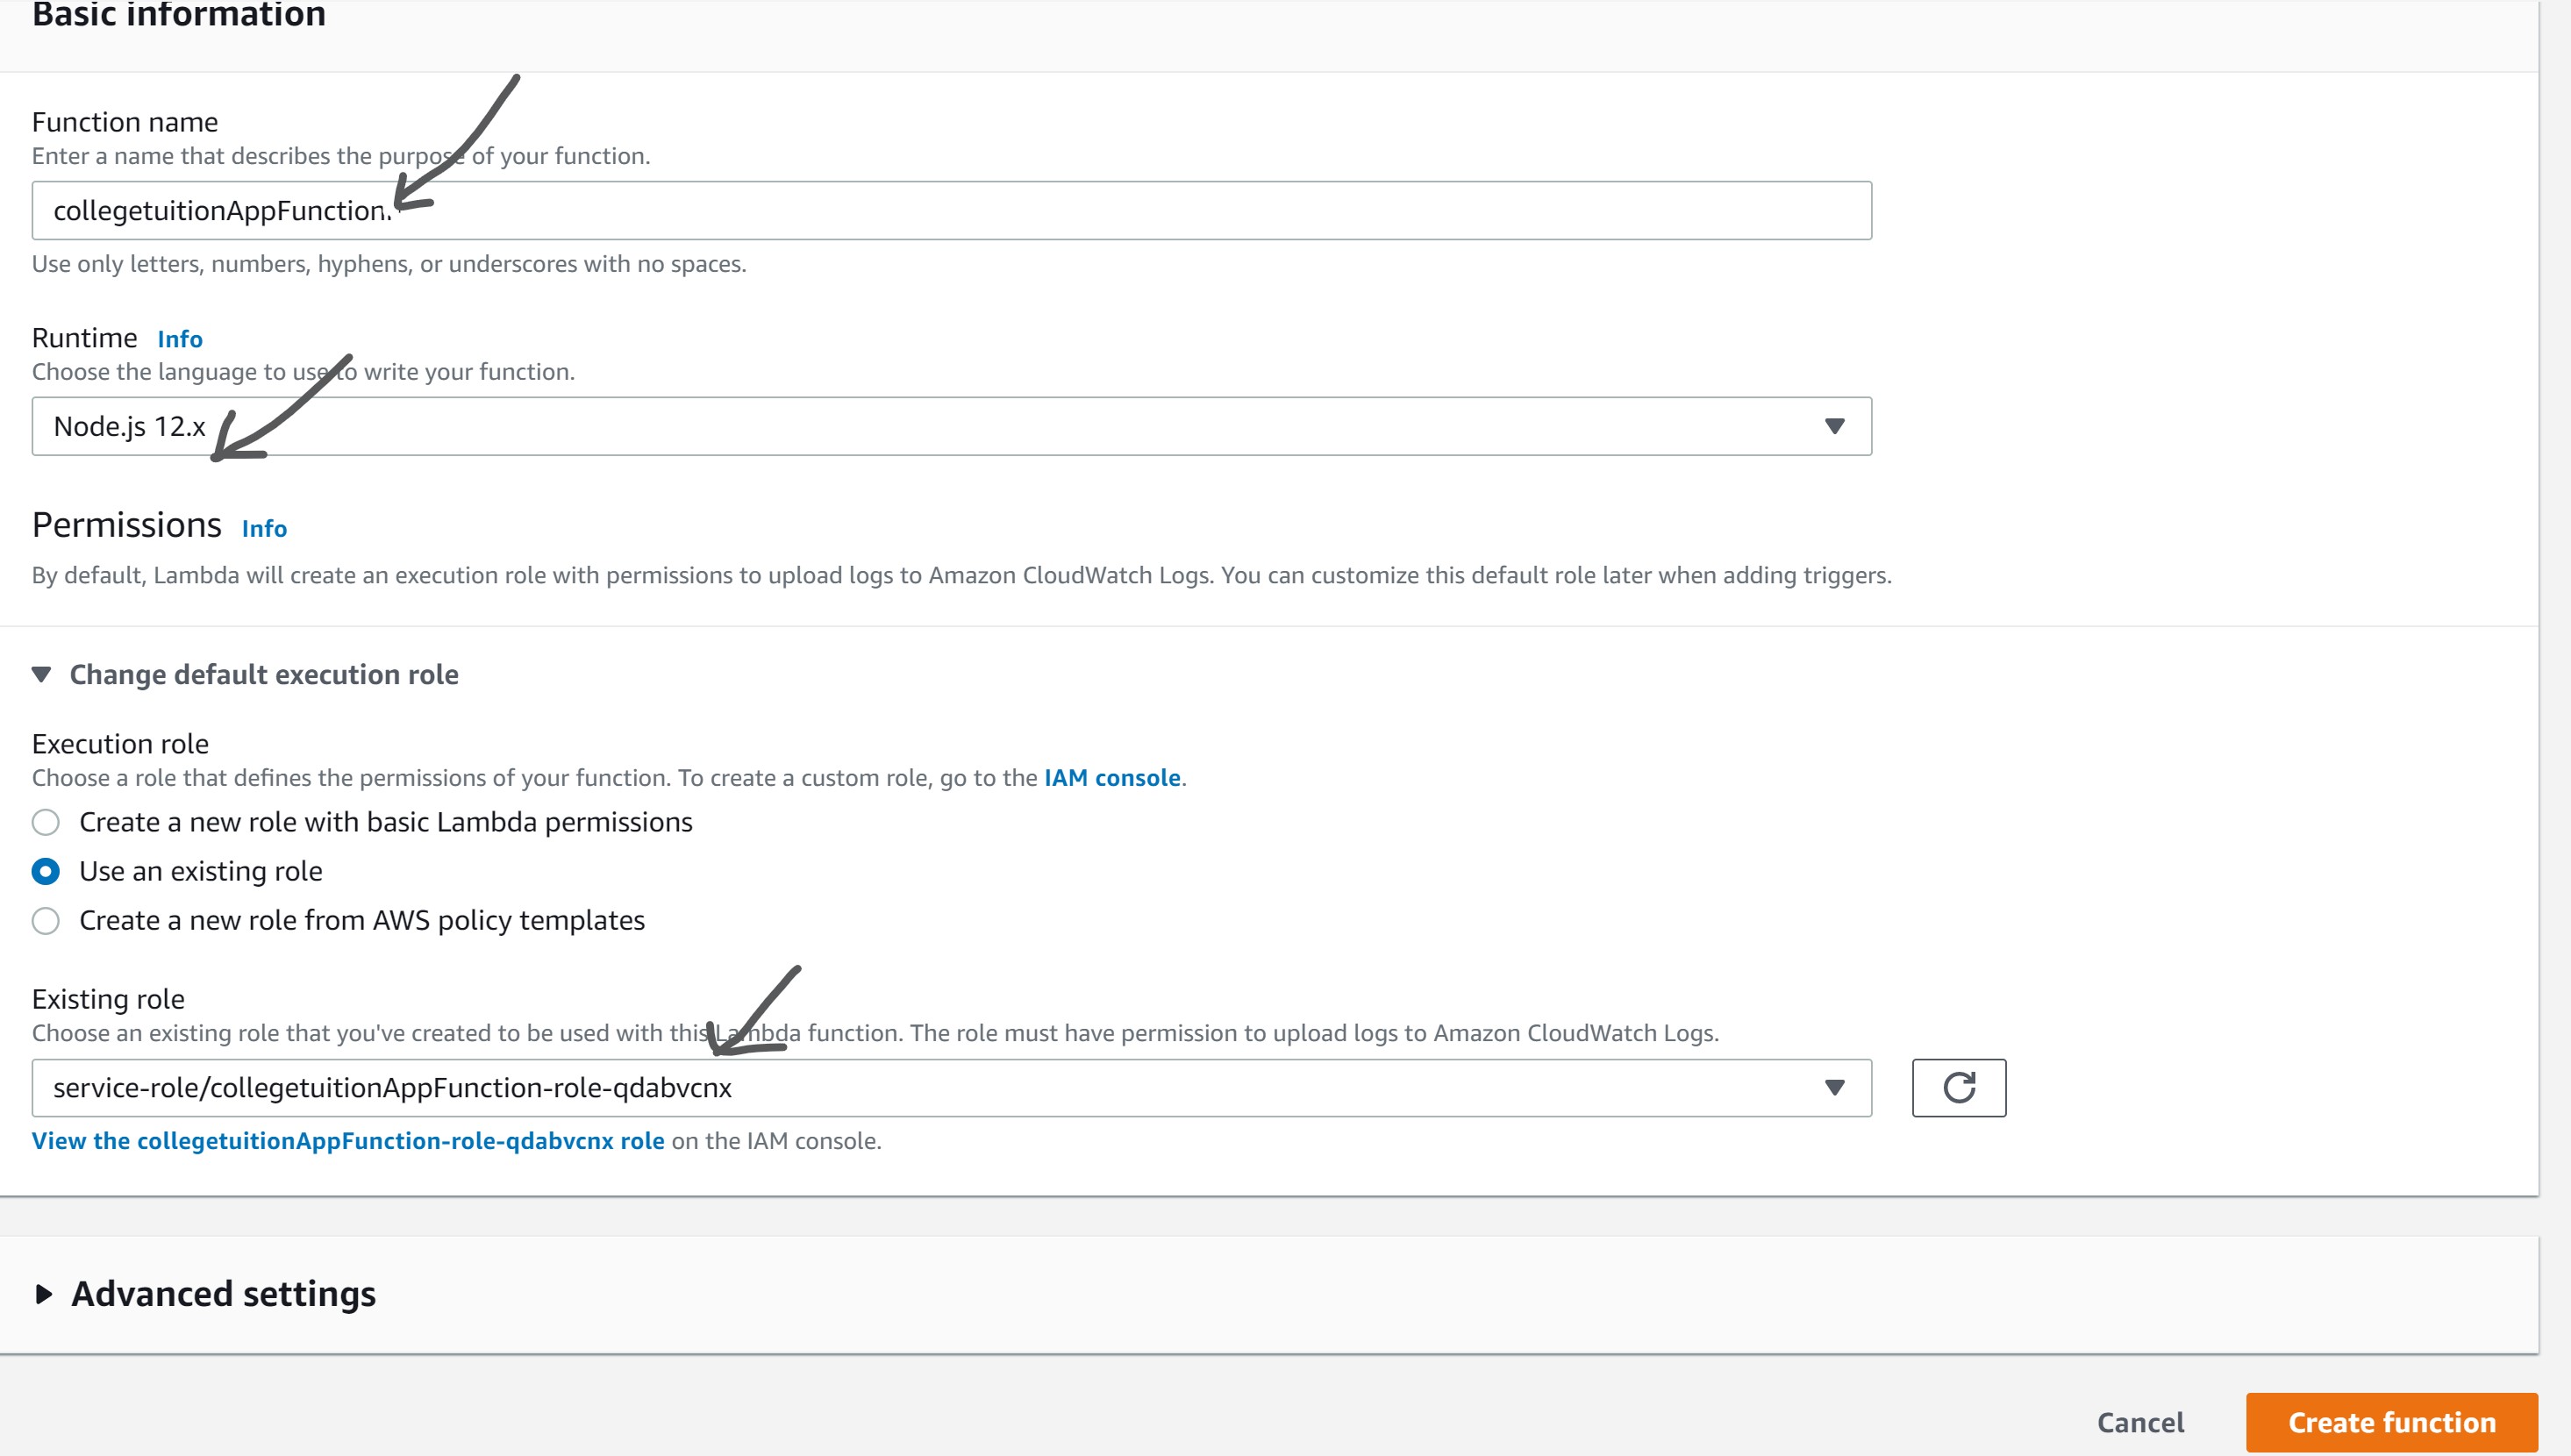 Basic information
Function name
Enter a name that describes the purpose of your function.
collegetuitionAppFunction
Use only letters, numbers, hyphens, or underscores with no spaces.
Runtime Info
Choose the language to use to write your function.
Node.js 12.x
Permissions Info
By default, Lambda will create an execution role with permissions to upload logs to Amazon CloudWatch Logs. You can customize this default role later when adding triggers.
Change default execution role
Execution role
Choose a role that defines the permissions of your function. To create a custom role, go to the IAM console.
Create a new role with basic Lambda permissions
Use an existing role
Create a new role from AWS policy templates
Existing role
Choose an existing role that you've created to be used with this Lambda function. The role must have permission to upload logs to Amazon CloudWatch Logs.
service-role/collegetuitionAppFunction-role-qdabvcnx
View the collegetuitionAppFunction-role-qdabvcnx role on the IAM console.
Advanced settings
Cancel Create function